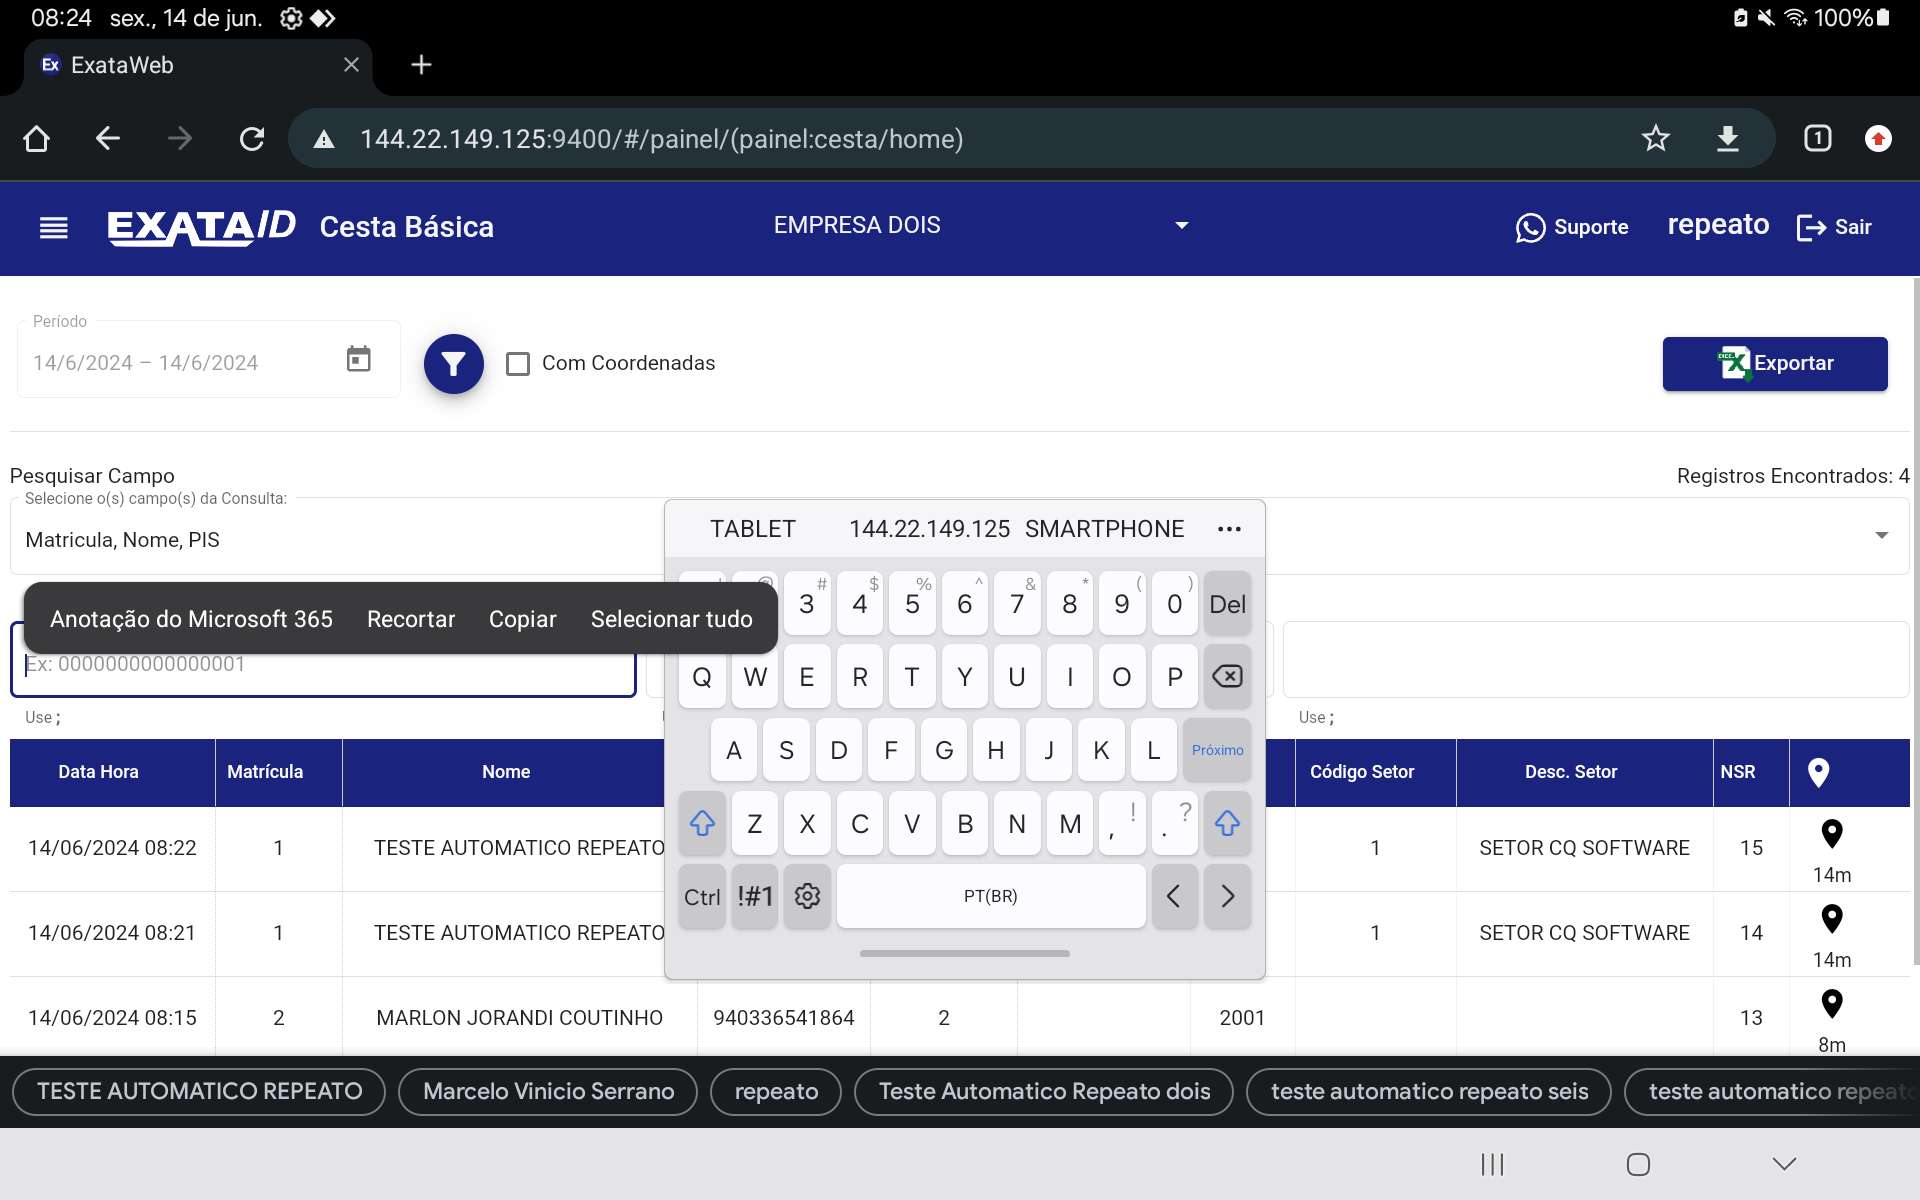 08:24 sex., 14 de jun. 100%
Ex ExataWeb
144.22.149.125:9400/#/painel/(painel:cesta/home) 1
EXATA ID Cesta Básica EMPRESA DOIS Suporte repeato Sair
Período
14/6/2024 – 14/6/2024 Com Coordenadas Exportar
Pesquisar Campo Registros Encontrados: 4
Selecione o(s) campo(s) da Consulta:
Matricula, Nome, PIS
TABLET 144.22.149.125 SMARTPHONE
Anotação do Microsoft 365 Recortar Copiar Selecionar tudo
# $ % ^ & * ( )
3 4 5 6 7 8 9 0 Del
Ex: 0000000000000001
Q W E R T Y U I O P
Use ; Use ;
A S D F G H J K L Próximo
Data Hora Matrícula Nome Código Setor Desc. Setor NSR
Z X C V B N M , ! . ?
14/06/2024 08:22 1 TESTE AUTOMATICO REPEATO 1 SETOR CQ SOFTWARE 15
14m
Ctrl !#1 PT(BR)
14/06/2024 08:21 1 TESTE AUTOMATICO REPEATO 1 SETOR CQ SOFTWARE 14
14m
14/06/2024 08:15 2 MARLON JORANDI COUTINHO 940336541864 2 2001 13
8m
TESTE AUTOMATICO REPEATO Marcelo Vinicio Serrano repeato Teste Automatico Repeato dois teste automatico repeato seis teste automatico repeato